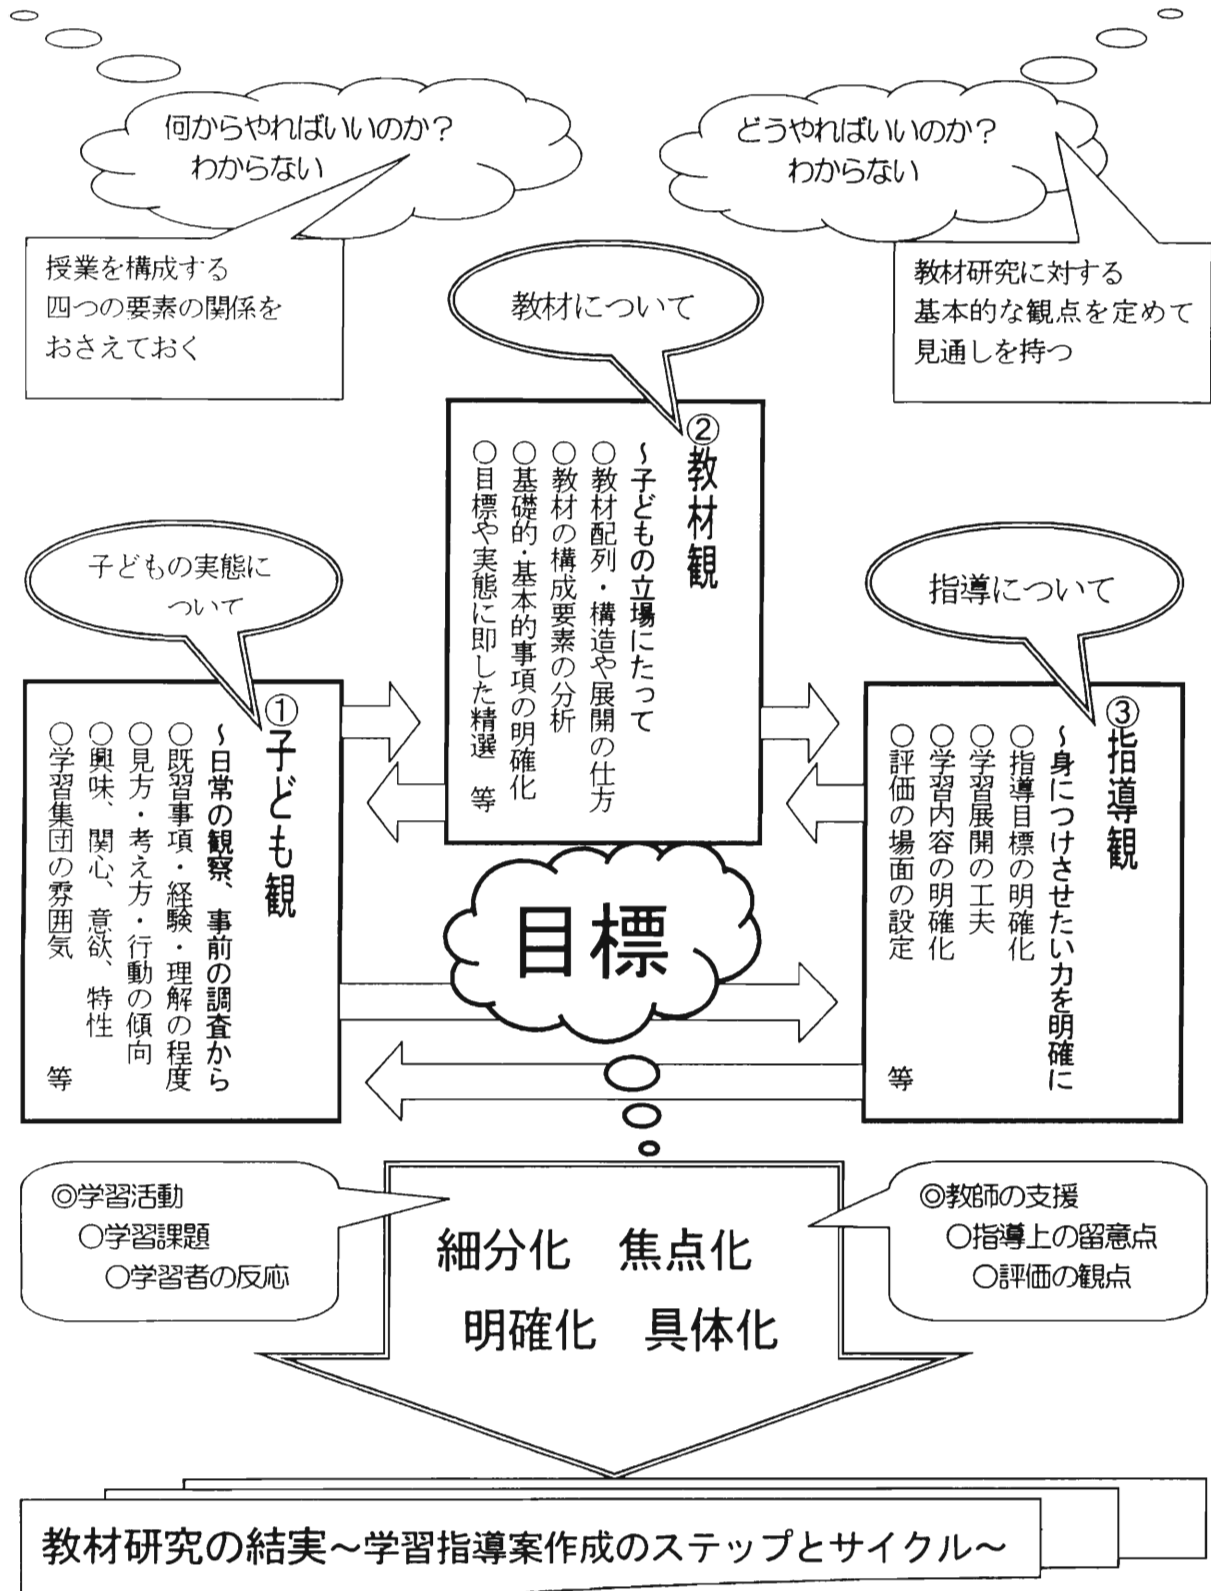 何からやればいいのか？
わからない
どうやればいいのか？
わからない
授業を構成する
四つの要素の関係を
おさえておく
教材研究に対する
基本的な観点を定めて
見通しを持つ
教材について
②教材観
～子どもの立場にたって
○教材配列・構造や展開の仕方
○教材の構成要素の分析
○基礎的・基本的事項の明確化
○目標や実態に即した精選　等
子どもの実態に
ついて
①子ども観
～日常の観察、事前の調査から
○既習事項・経験・理解の程度
○見方・考え方・行動の傾向
○興味、関心、意欲、特性
○学習集団の雰囲気　等
指導について
③指導観
～身につけさせたい力を明確に
○指導目標の明確化
○学習展開の工夫
○学習内容の明確化
○評価の場面の設定　等
目標
◎学習活動
○学習課題
○学習者の反応
細分化　焦点化
明確化　具体化
◎教師の支援
○指導上の留意点
○評価の観点
教材研究の結実～学習指導案作成のステップとサイクル～